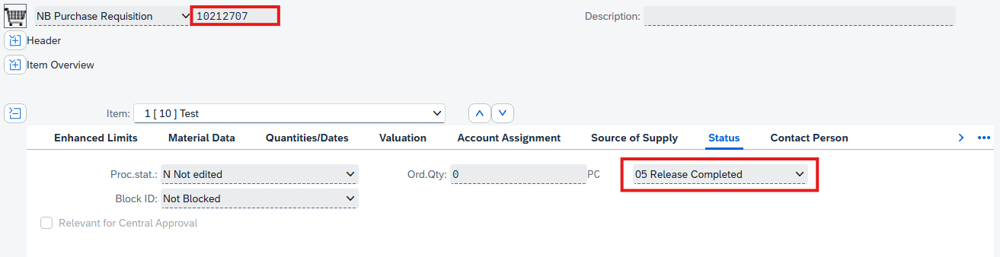 NB Purchase Requisition 10212707 Description:
Header
Item Overview
Item: 1 [ 10 ] Test
Enhanced Limits Material Data Quantities/Dates Valuation Account Assignment Source of Supply Status Contact Person
Proc.stat.: N Not edited Ord.Qty: 0 PC 05 Release Completed
Block ID: Not Blocked
Relevant for Central Approval